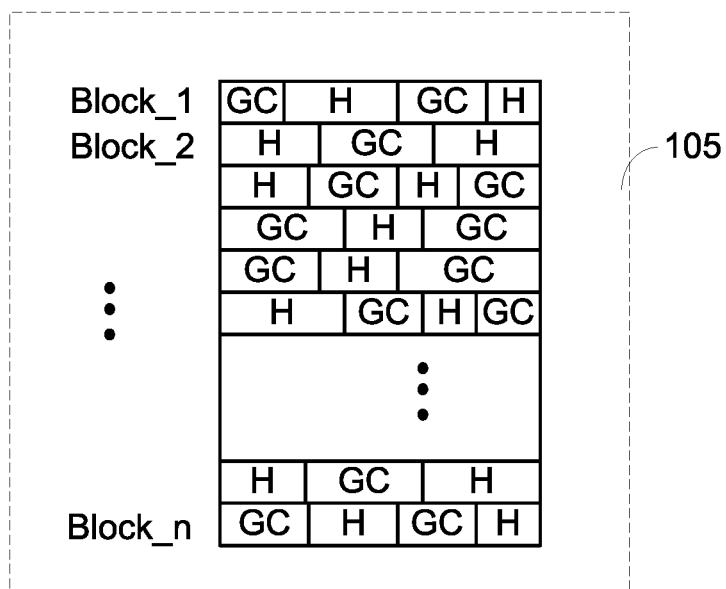 Block_1 GC H GC H
Block_2 H GC H
105
H GC H GC
GC H GC
GC H GC
H GC H GC
H GC H
Block_n GC H GC H